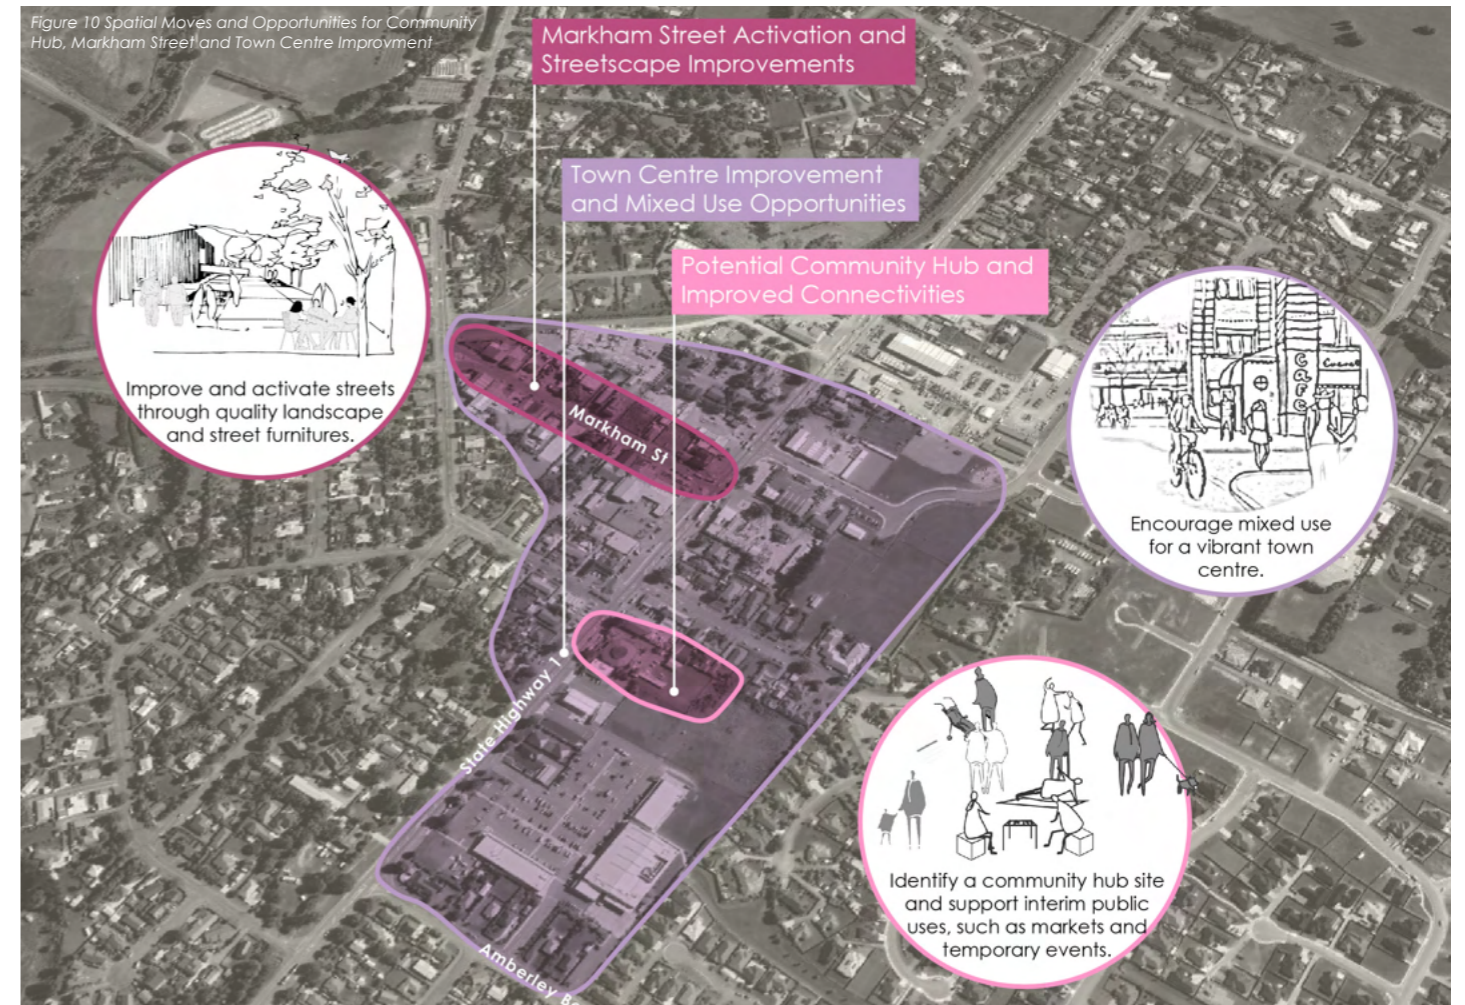 Figure 10 Spatial Moves and Opportunities for Community
Hub, Markham Street and Town Centre Improvment
Markham Street Activation and
Streetscape Improvements
Town Centre Improvement
and Mixed Use Opportunities
Potential Community Hub and
Improved Connectivities
Improve and activate streets
through quality landscape
and street furnitures.
Markham St
Cafe
Encourage mixed use
for a vibrant town
centre.
State Highway 1
Identify a community hub site
and support interim public
uses, such as markets and
temporary events.
Amberley